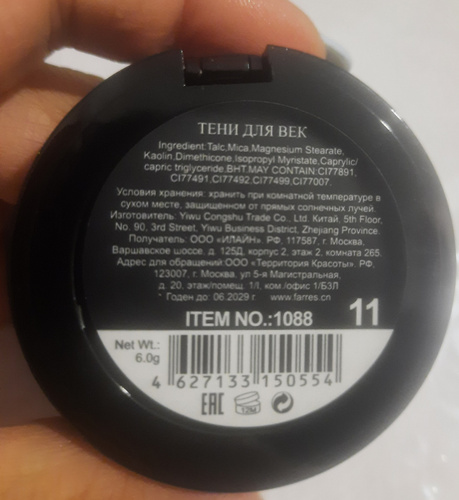 ТЕНИ ДЛЯ ВЕК
Ingredient:Talc,Mica,Magnesium Stearate,
Kaolin,Dimethicone,Isopropyl Myristate,Caprylic/
capric triglyceride.BHT.MAY CONTAIN:CI77891,
CI77491,CI77492,CI77499,CI77007.
Условия хранения: хранить при комнатной температуре в
сухом месте, защищенном от прямых солнечных лучей.
Изготовитель: Yiwu Congshu Trade Co., Ltd. Китай. 5th Floor,
No. 90, 3rd Street, Yiwu Business District, Zhejiang Province.
Получатель: ООО «ИЛАЙН» РФ, 117587, г. Москва,
Варшавское шоссе, д. 125Д, корпус 2, этаж 2, комната 265.
Адрес для обращений:ООО «Территория Красоты». РФ,
123007, г. Москва, ул 5-я Магистральная,
д. 20, этаж/помещ. 1/I, ком./офис 1/БЗЛ
* Годен до: 06.2029 г. www.farres.cn
ITEM NO.:1088 11
Net Wt.:
6.0g
4 627133 150554
EAC 12M